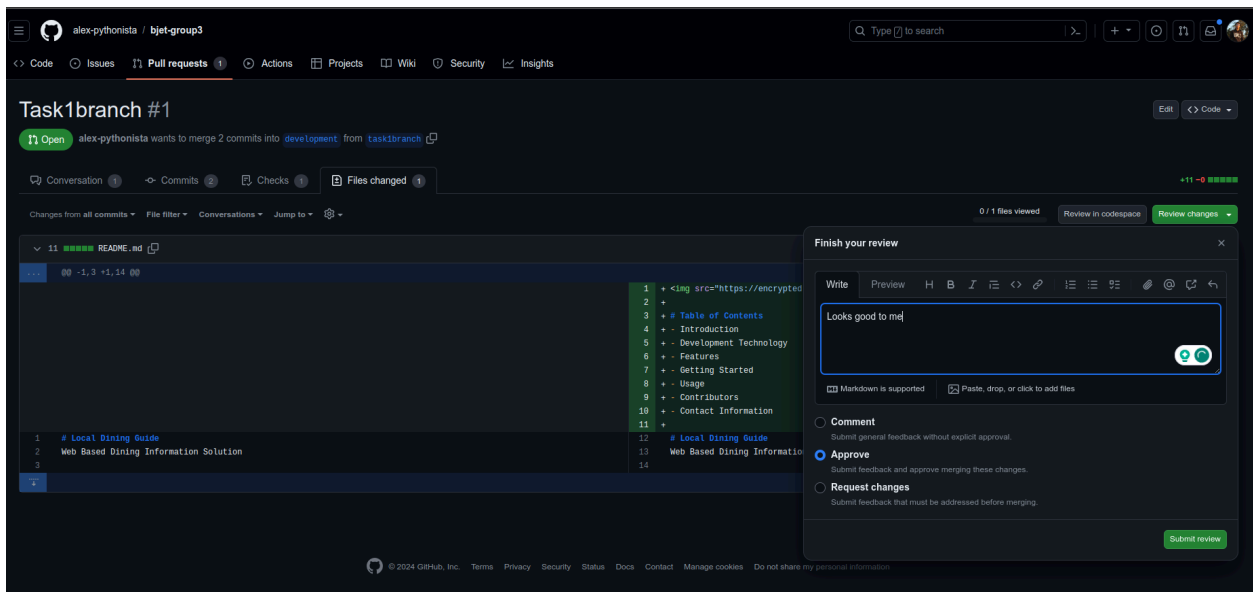 alex-pythonista / bjet-group3
Type / to search
Code Issues Pull requests 1 Actions Projects Wiki Security Insights
Task1branch #1
Edit <> Code
Open alex-pythonista wants to merge 2 commits into development from task1branch
Conversation 1 Commits 2 Checks 1 Files changed 1
+11 −0
Changes from all commits File filter Conversations Jump to
0 / 1 files viewed Review in codespace Review changes
11 README.md
... @@ -1,3 +1,14 @@
1 + <img src="https://encrypted
2 +
3 + # Table of Contents
4 + - Introduction
5 + - Development Technology
6 + - Features
7 + - Getting Started
8 + - Usage
9 + - Contributors
10 + - Contact Information
11 +
1 # Local Dining Guide 12 # Local Dining Guide
2 Web Based Dining Information Solution 13 Web Based Dining Informatio
3 14
Finish your review
Write Preview H B I
Looks good to me
Markdown is supported Paste, drop, or click to add files
Comment
Submit general feedback without explicit approval.
Approve
Submit feedback and approve merging these changes.
Request changes
Submit feedback that must be addressed before merging.
Submit review
© 2024 GitHub, Inc. Terms Privacy Security Status Docs Contact Manage cookies Do not share my personal information